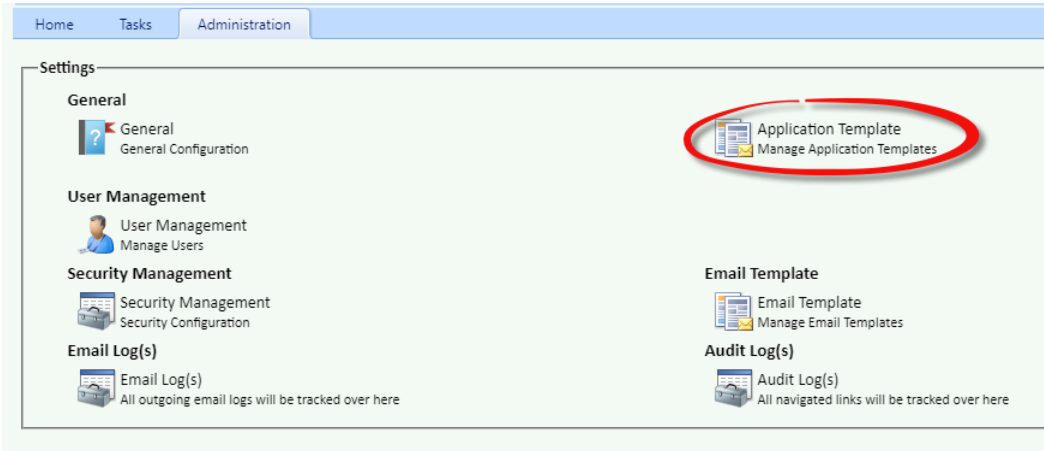 Home Tasks Administration
Settings
General
General
General Configuration
Application Template
Manage Application Templates
User Management
User Management
Manage Users
Security Management
Security Management
Security Configuration
Email Template
Email Template
Manage Email Templates
Email Log(s)
Email Log(s)
All outgoing email logs will be tracked over here
Audit Log(s)
Audit Log(s)
All navigated links will be tracked over here